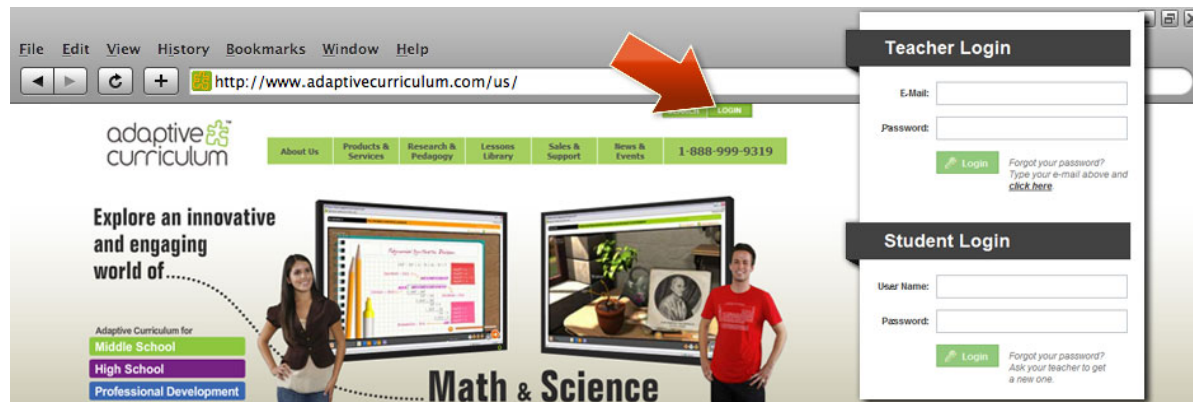 File Edit View History Bookmarks Window Help
http://www.adaptivecurriculum.com/us/
LOGIN
adaptive™
curriculum
About Us
Products &
Services
Research &
Pedagogy
Lessons
Library
Sales &
Support
News &
Events
1-888-999-9319
Explore an innovative
and engaging
world of......
Adaptive Curriculum for
Middle School
High School
Professional Development
Math & Science
Teacher Login
E-Mail:
Password:
Login
Forgot your password?
Type your e-mail above and
click here.
Student Login
User Name:
Password:
Login
Forgot your password?
Ask your teacher to get
a new one.